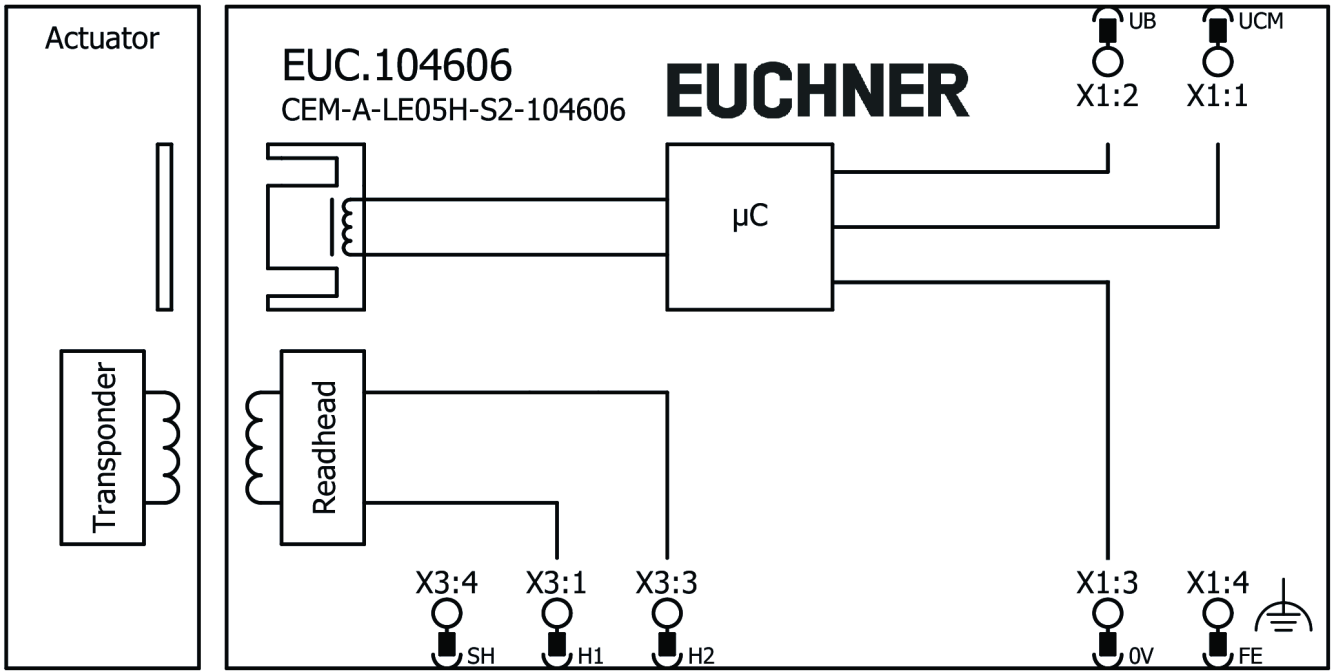 Actuator
EUC.104606
CEM-A-LE05H-S2-104606
EUCHNER
UB
UCM
X1:2
X1:1
µC
Transponder
Readhead
X3:4
X3:1
X3:3
X1:3
X1:4
SH
H1
H2
0V
FE